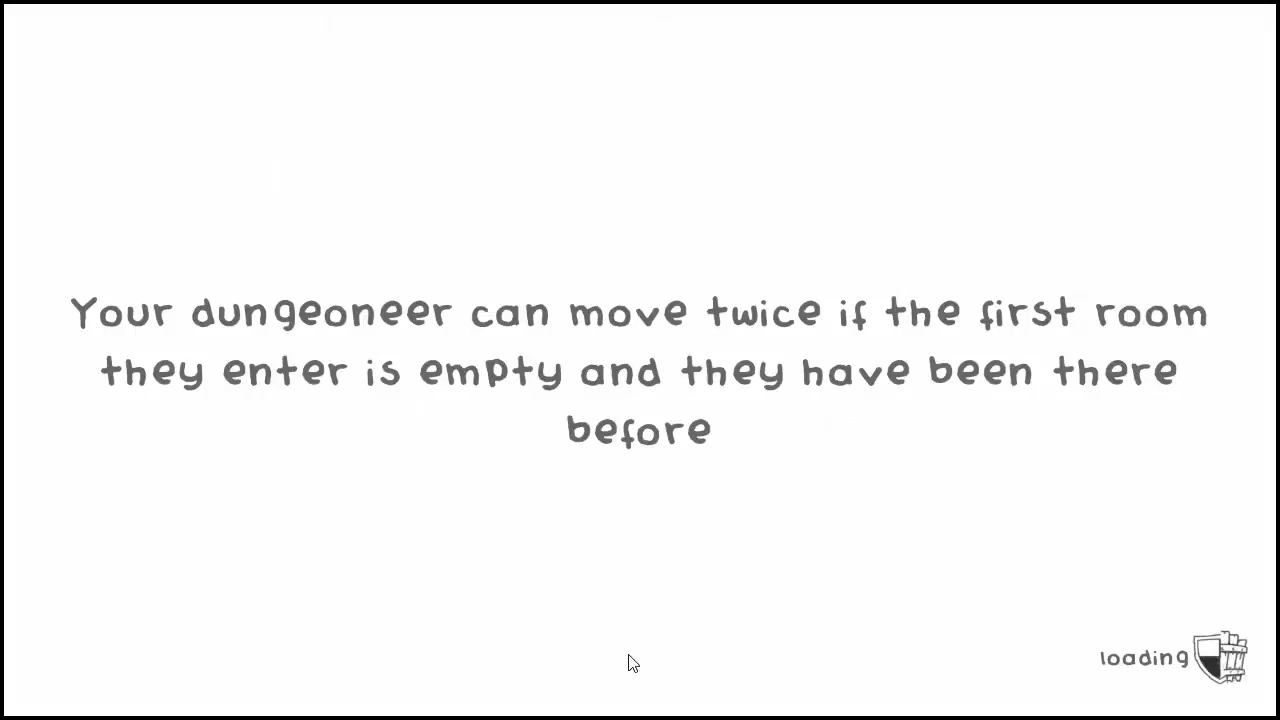 Your dungeoneer can move twice if the first room
they enter is empty and they have been there
before
loading